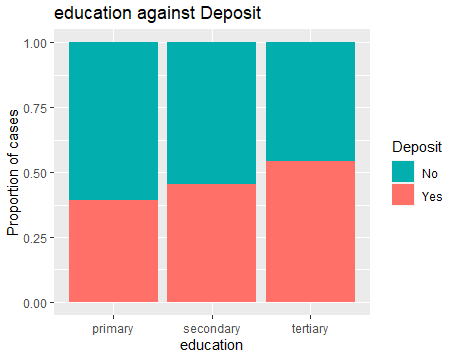 education against Deposit
Proportion of cases
1.00
0.75
0.50
0.25
0.00
primary
secondary
tertiary
education
Deposit
No
Yes